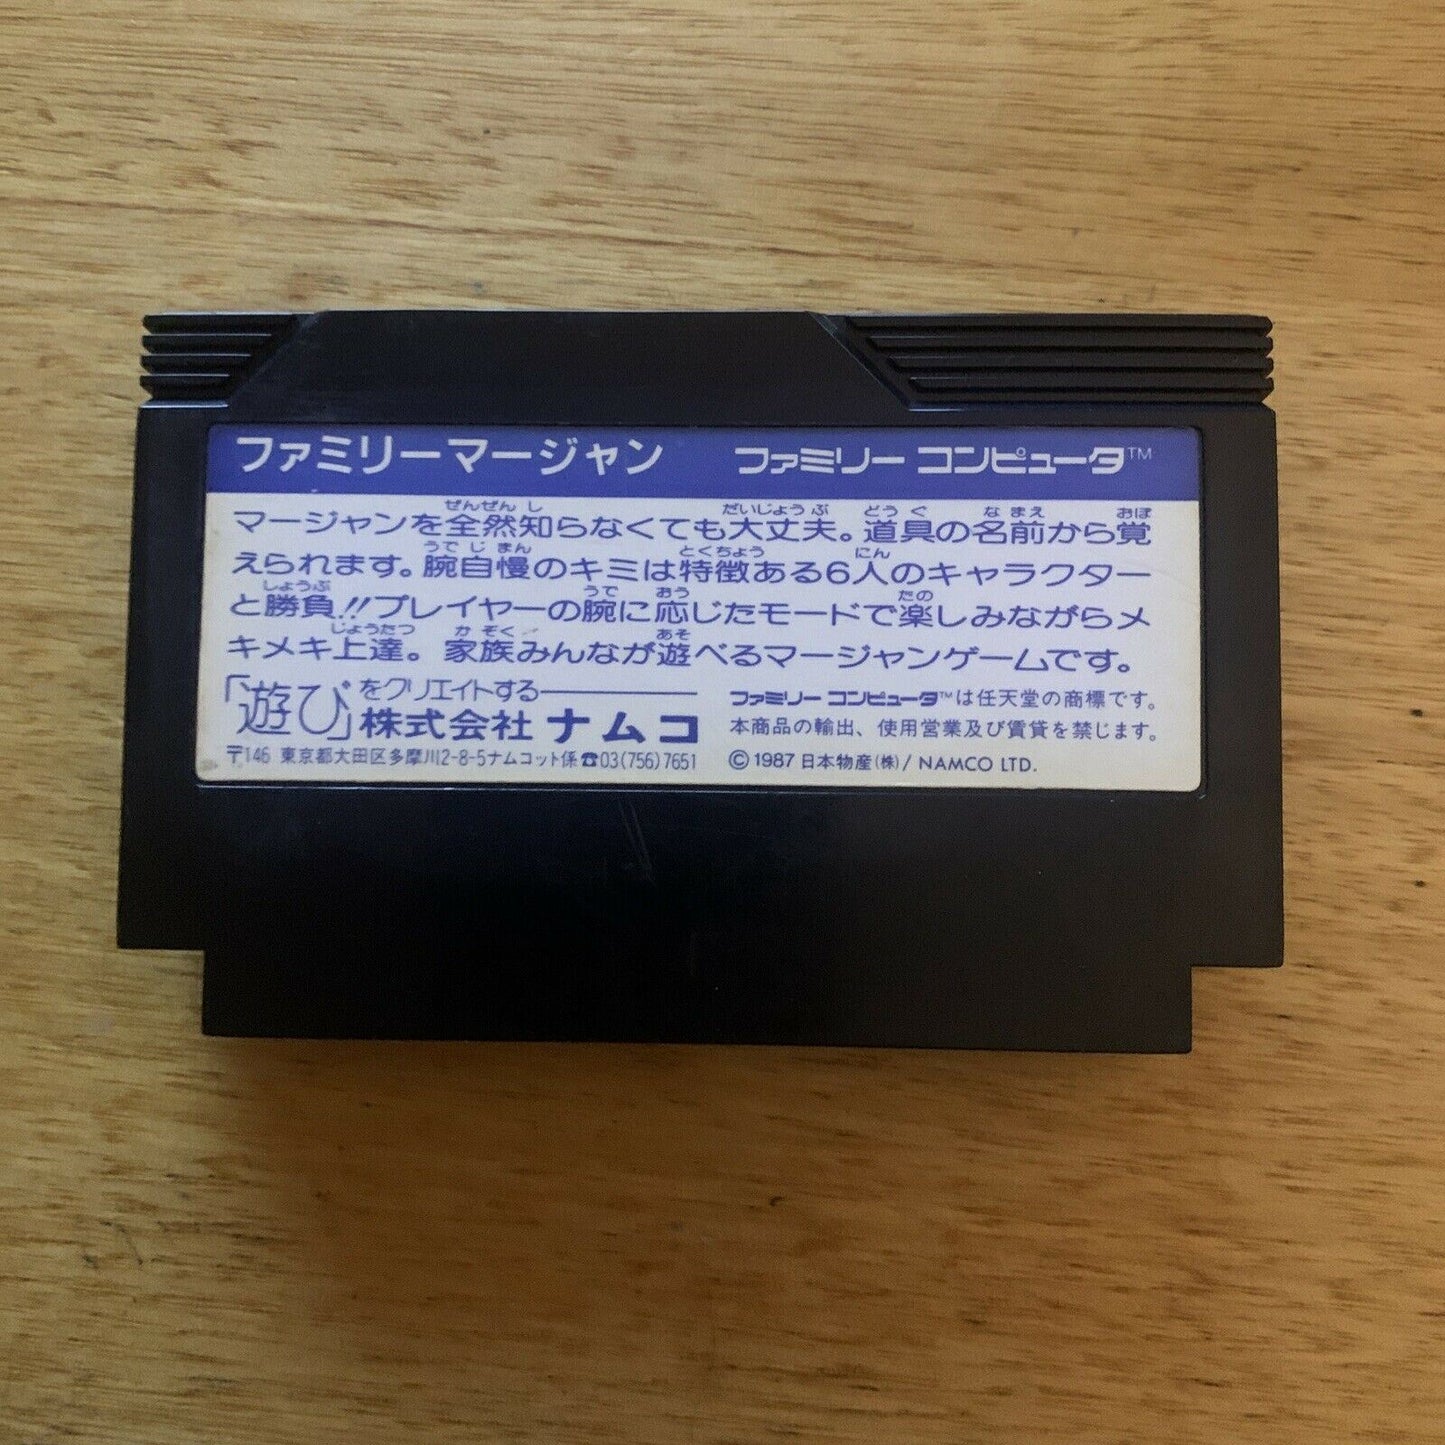 ファミリーマージャン ファミリー コンピュータ™
ぜんぜん し だいじょうぶ どうぐ なまえ おぼ
マージャンを全然知らなくても大丈夫。道具の名前から覚
うで じまん とくちょう にん
えられます。腕自慢のキミは特徴ある6人のキャラクター
しょうぶ うで おう たの
と勝負!!プレイヤーの腕に応じたモードで楽しみながらメ
じょうたつ かぞく あそ
キメキ上達。家族みんなが遊べるマージャンゲームです。
「遊び」をクリエイトする
株式会社ナムコ
〒146 東京都大田区多摩川2-8-5ナムコット係☎03(756)7651
ファミリー コンピュータ™は任天堂の商標です。
本商品の輸出、使用営業及び賃貸を禁じます。
©1987 日本物産(株)/ NAMCO LTD.